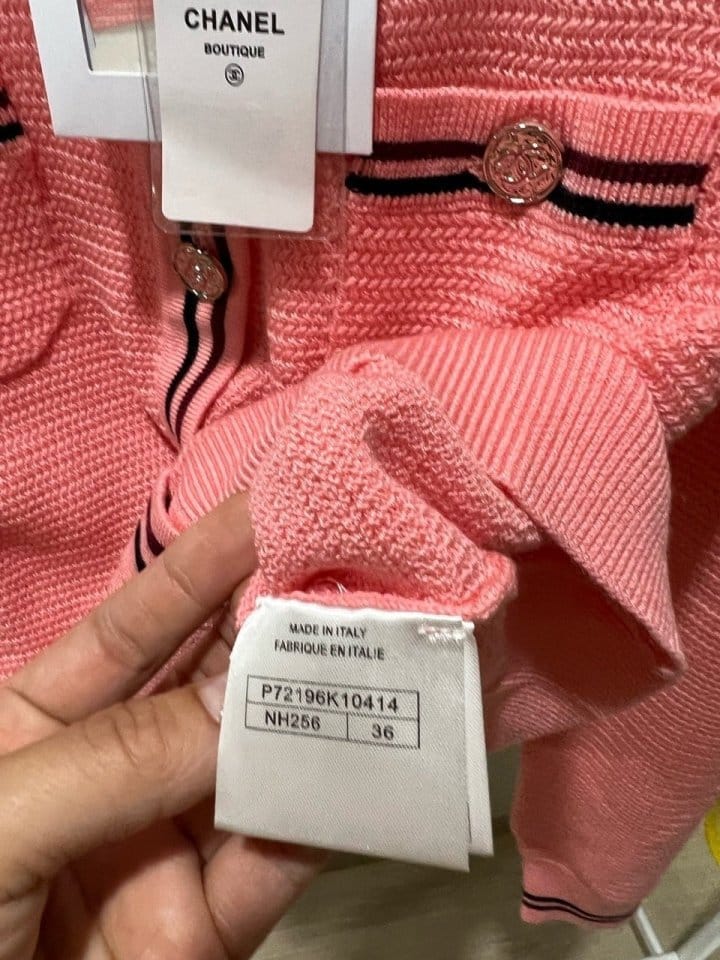 CHANEL
BOUTIQUE
MADE IN ITALY
FABRIQUE EN ITALIE
P72196K10414
NH256 36